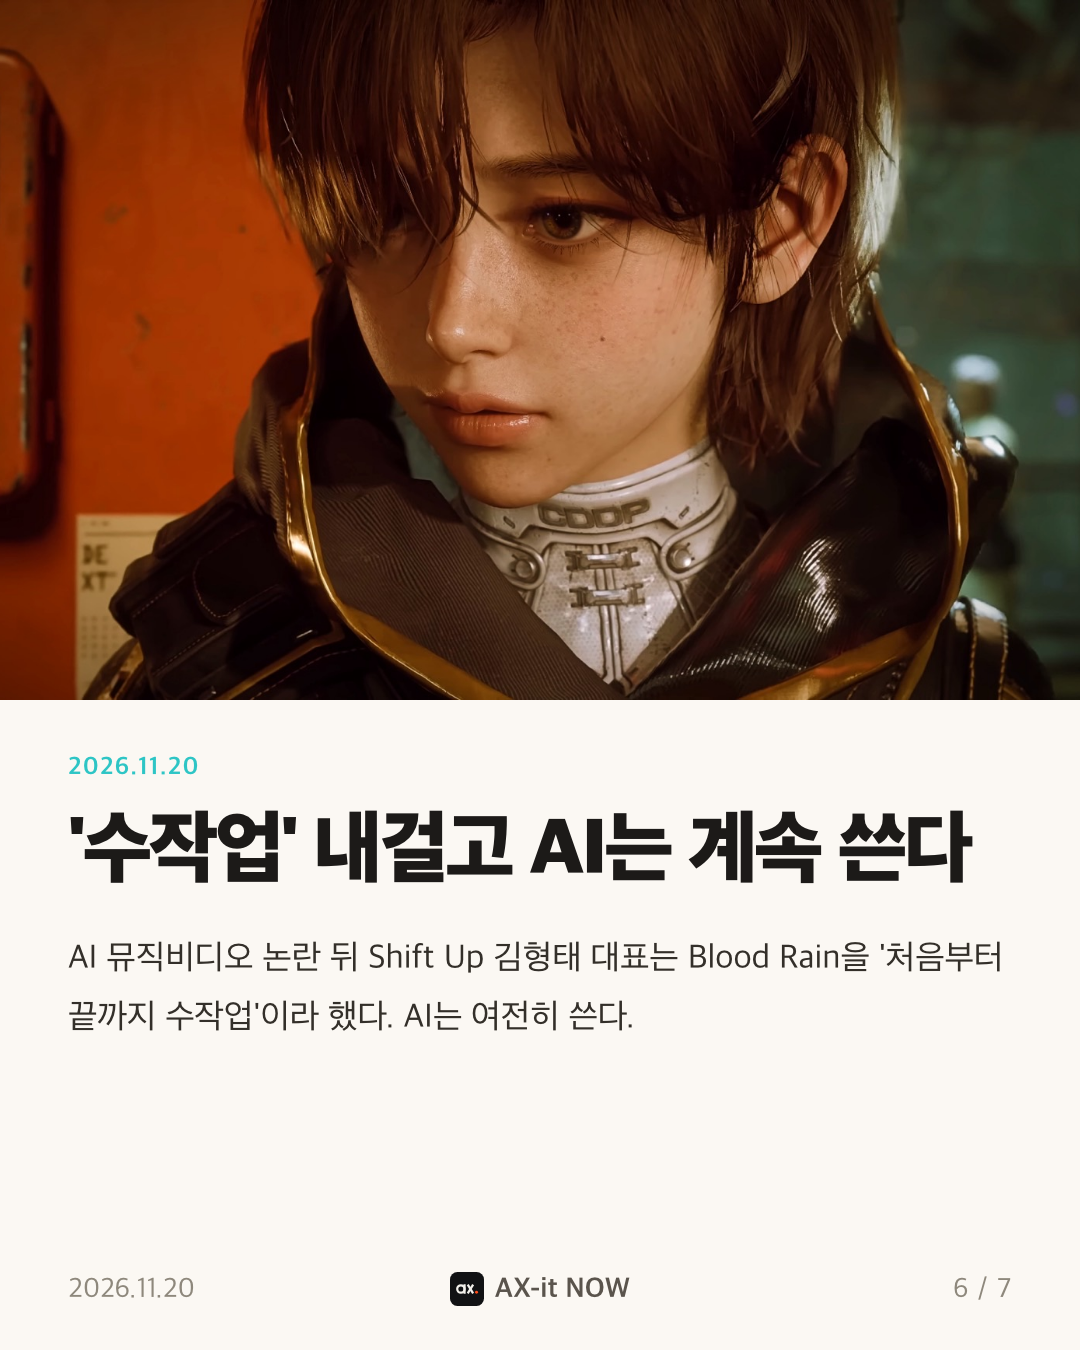 COOP
DE
XT
2026.11.20
'수작업' 내걸고 AI는 계속 쓴다
AI 뮤직비디오 논란 뒤 Shift Up 김형태 대표는 Blood Rain을 '처음부터
끝까지 수작업'이라 했다. AI는 여전히 쓴다.
2026.11.20
ax.
AX-it NOW
6 / 7